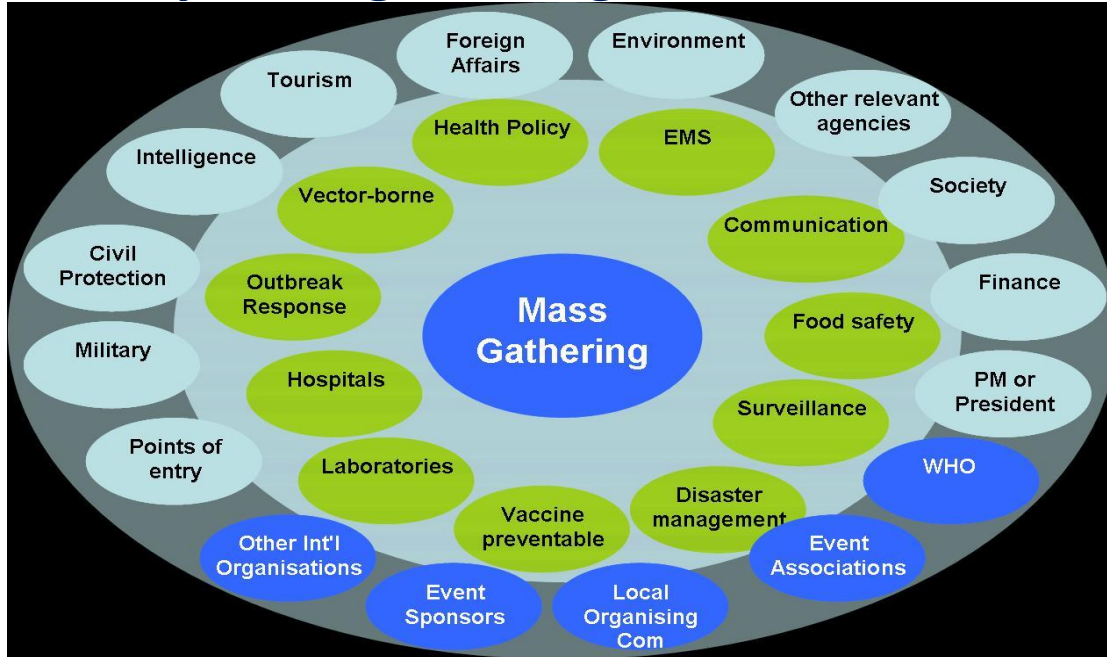 Foreign
Affairs
Environment
Tourism
Other relevant
agencies
Health Policy
EMS
Intelligence
Vector-borne
Society
Communication
Civil
Protection
Outbreak
Response
Finance
Mass
Gathering
Food safety
Military
Hospitals
PM or
President
Surveillance
Points of
entry
Laboratories
WHO
Disaster
management
Vaccine
preventable
Other Int'l
Organisations
Event
Associations
Event
Sponsors
Local
Organising
Com